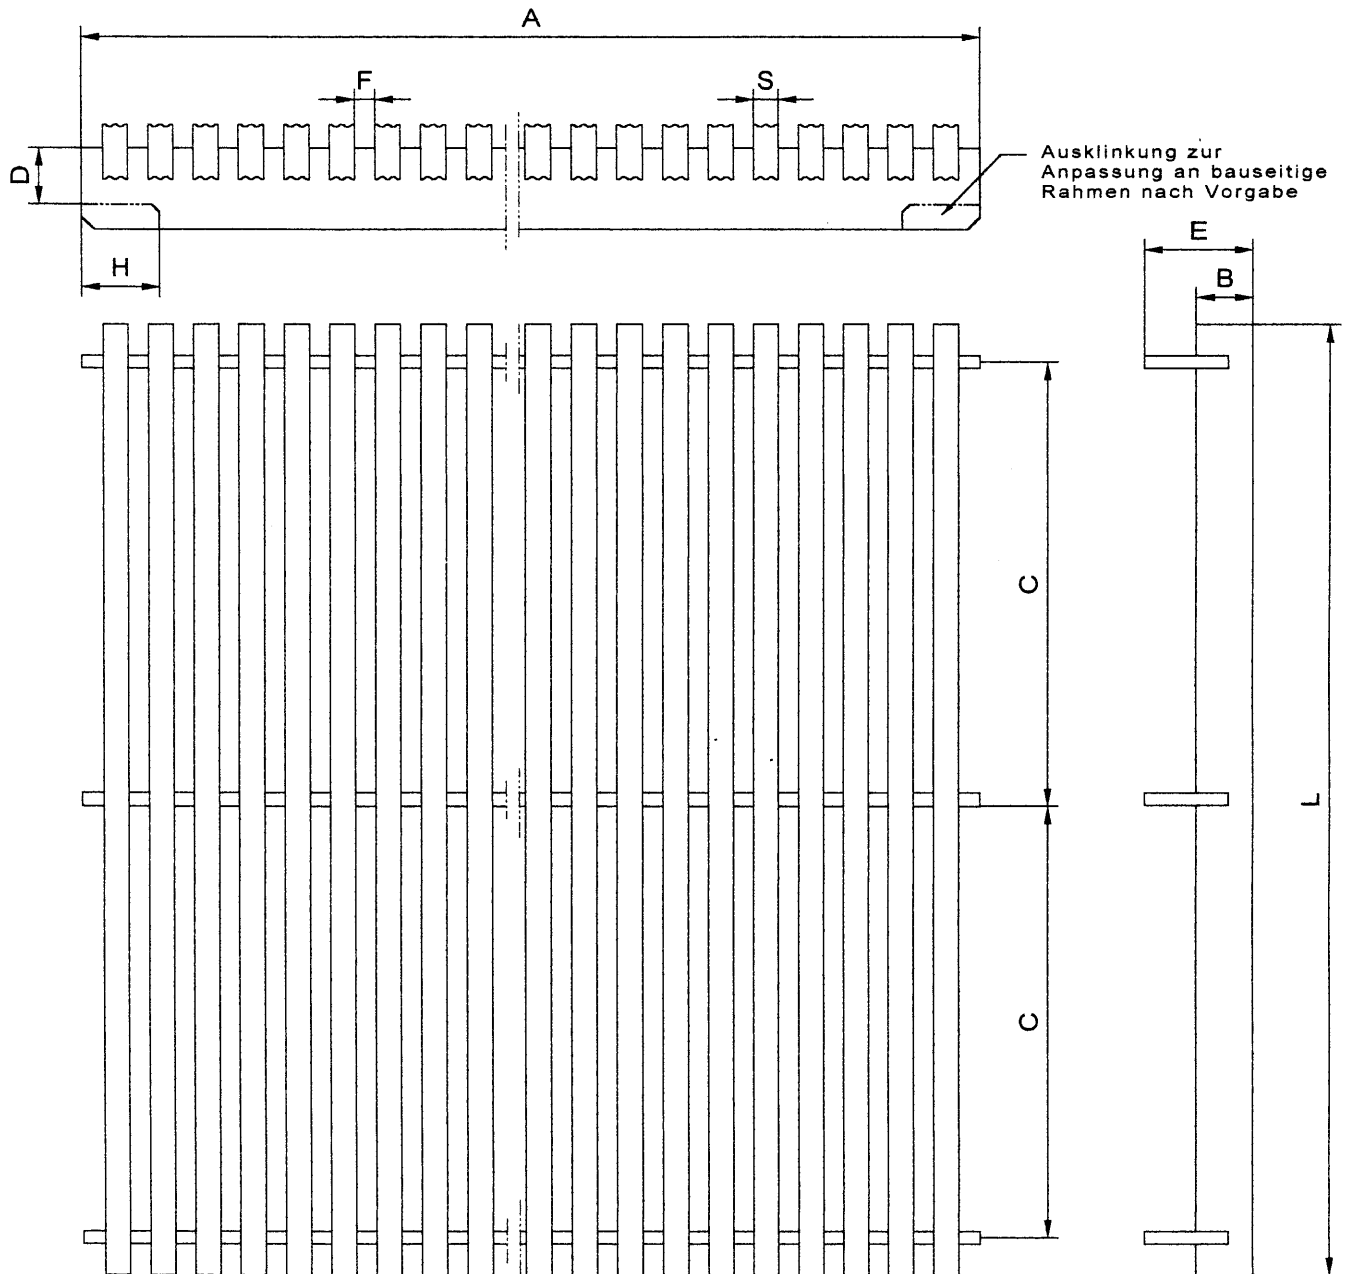 A
F
S
D
Ausklinkung zur
Anpassung an bauseitige
Rahmen nach Vorgabe
E
H
B
C
L
C